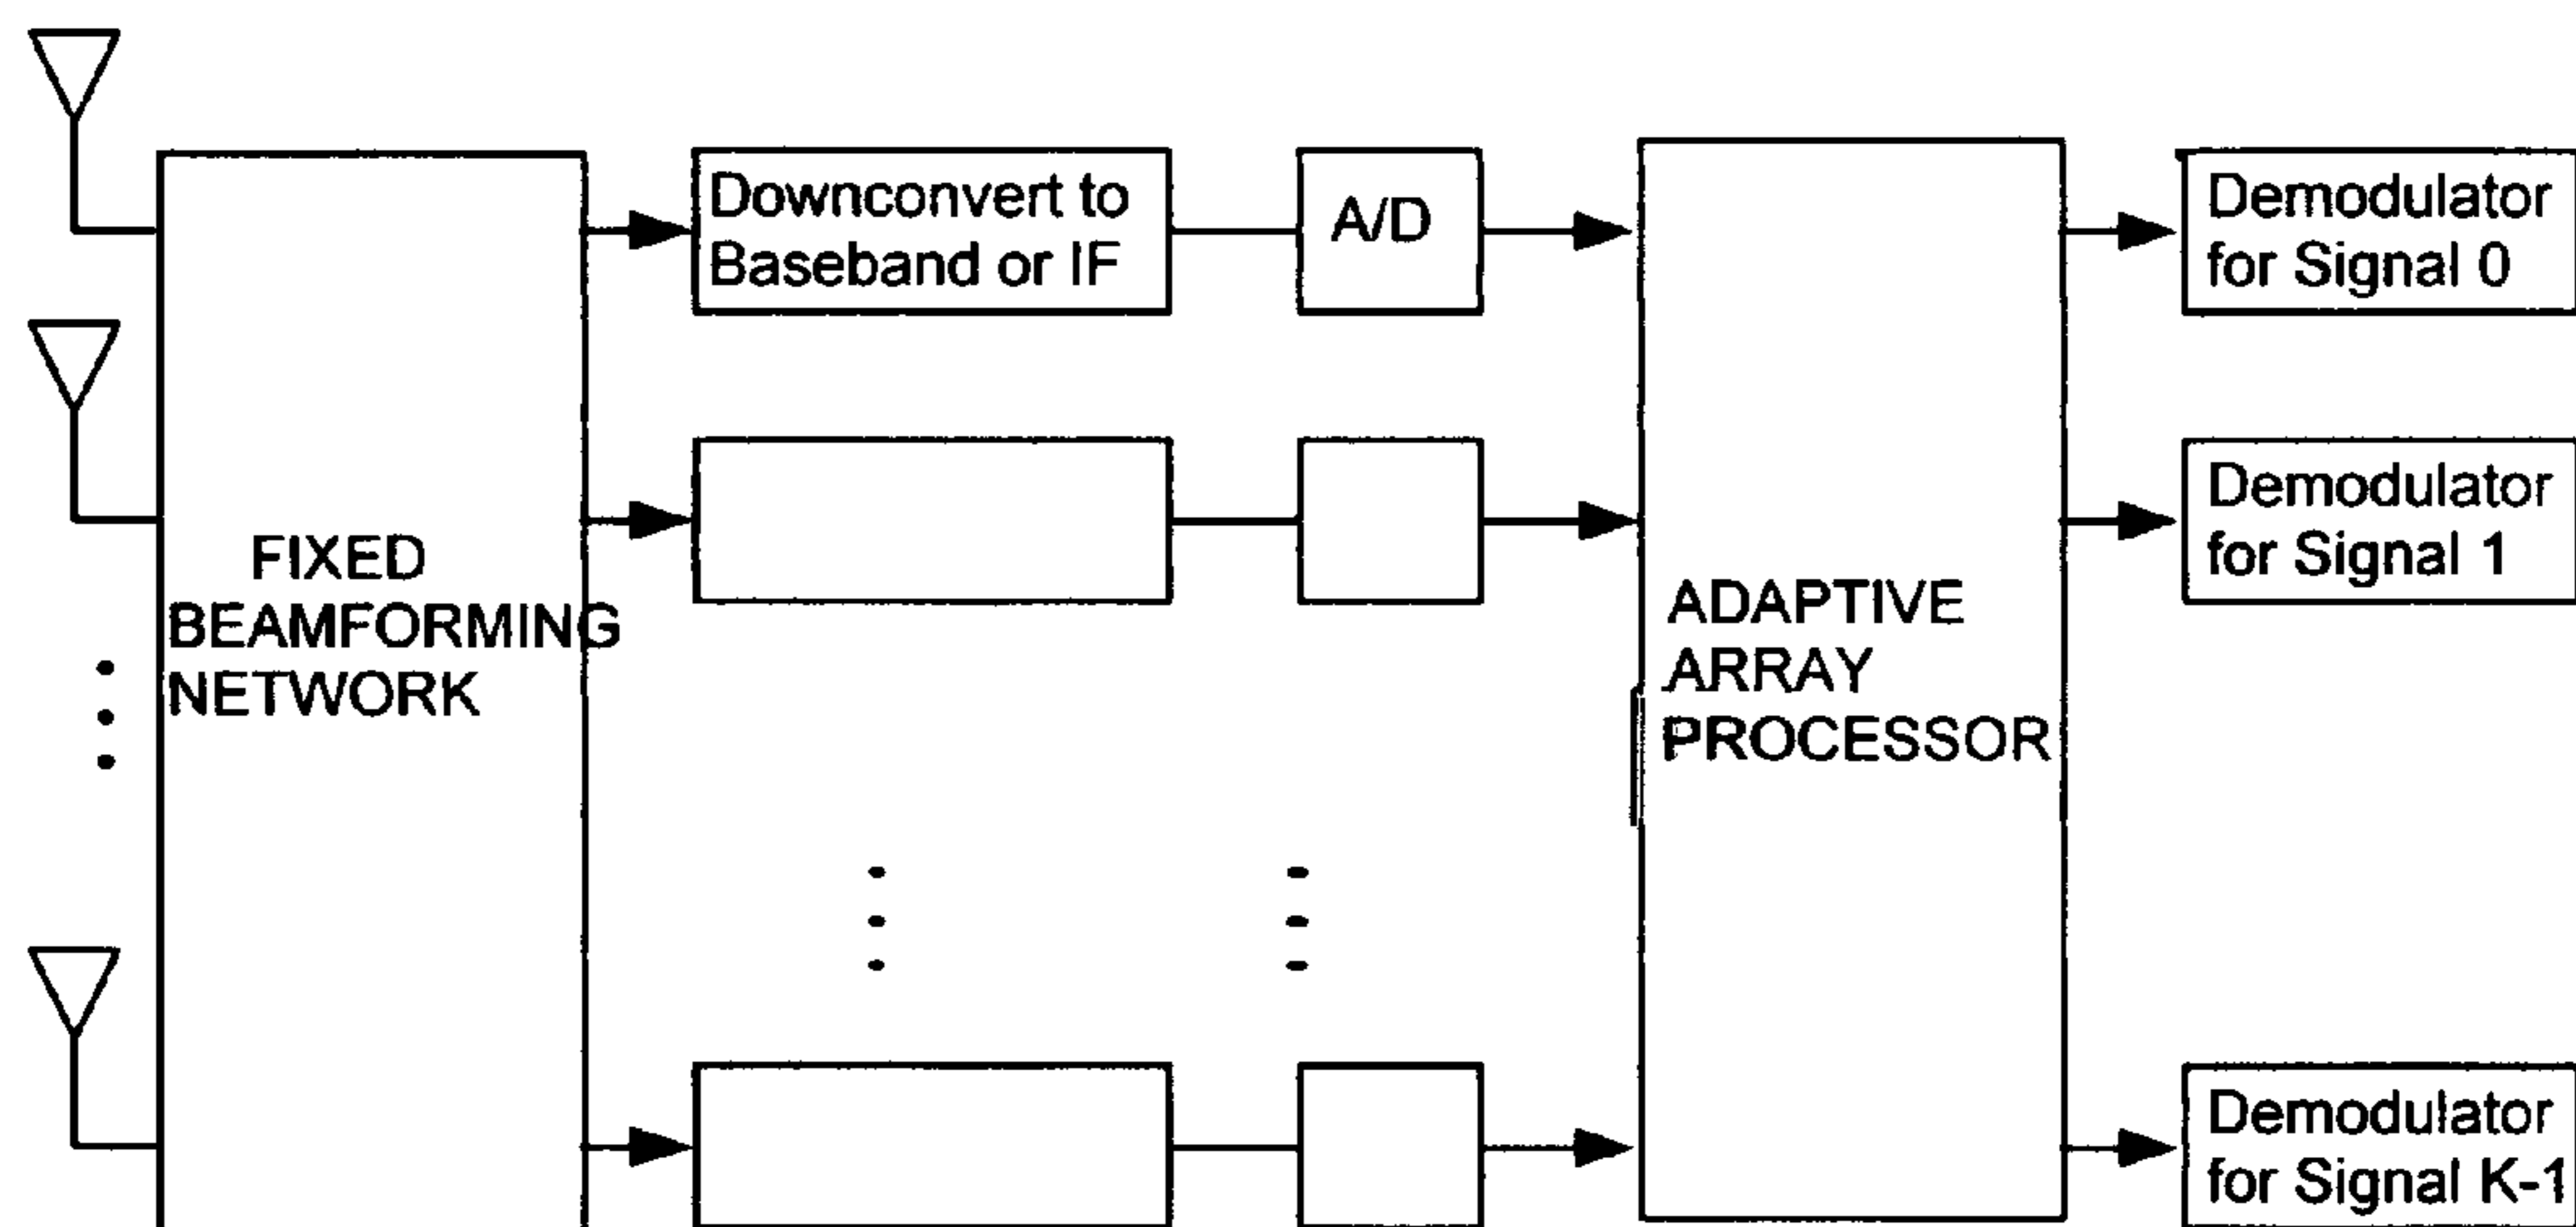 Downconvert to
Baseband or IF
A/D
Demodulator
for Signal 0
Demodulator
for Signal 1
FIXED
BEAMFORMING
NETWORK
ADAPTIVE
ARRAY
PROCESSOR
Demodulator
for Signal K-1